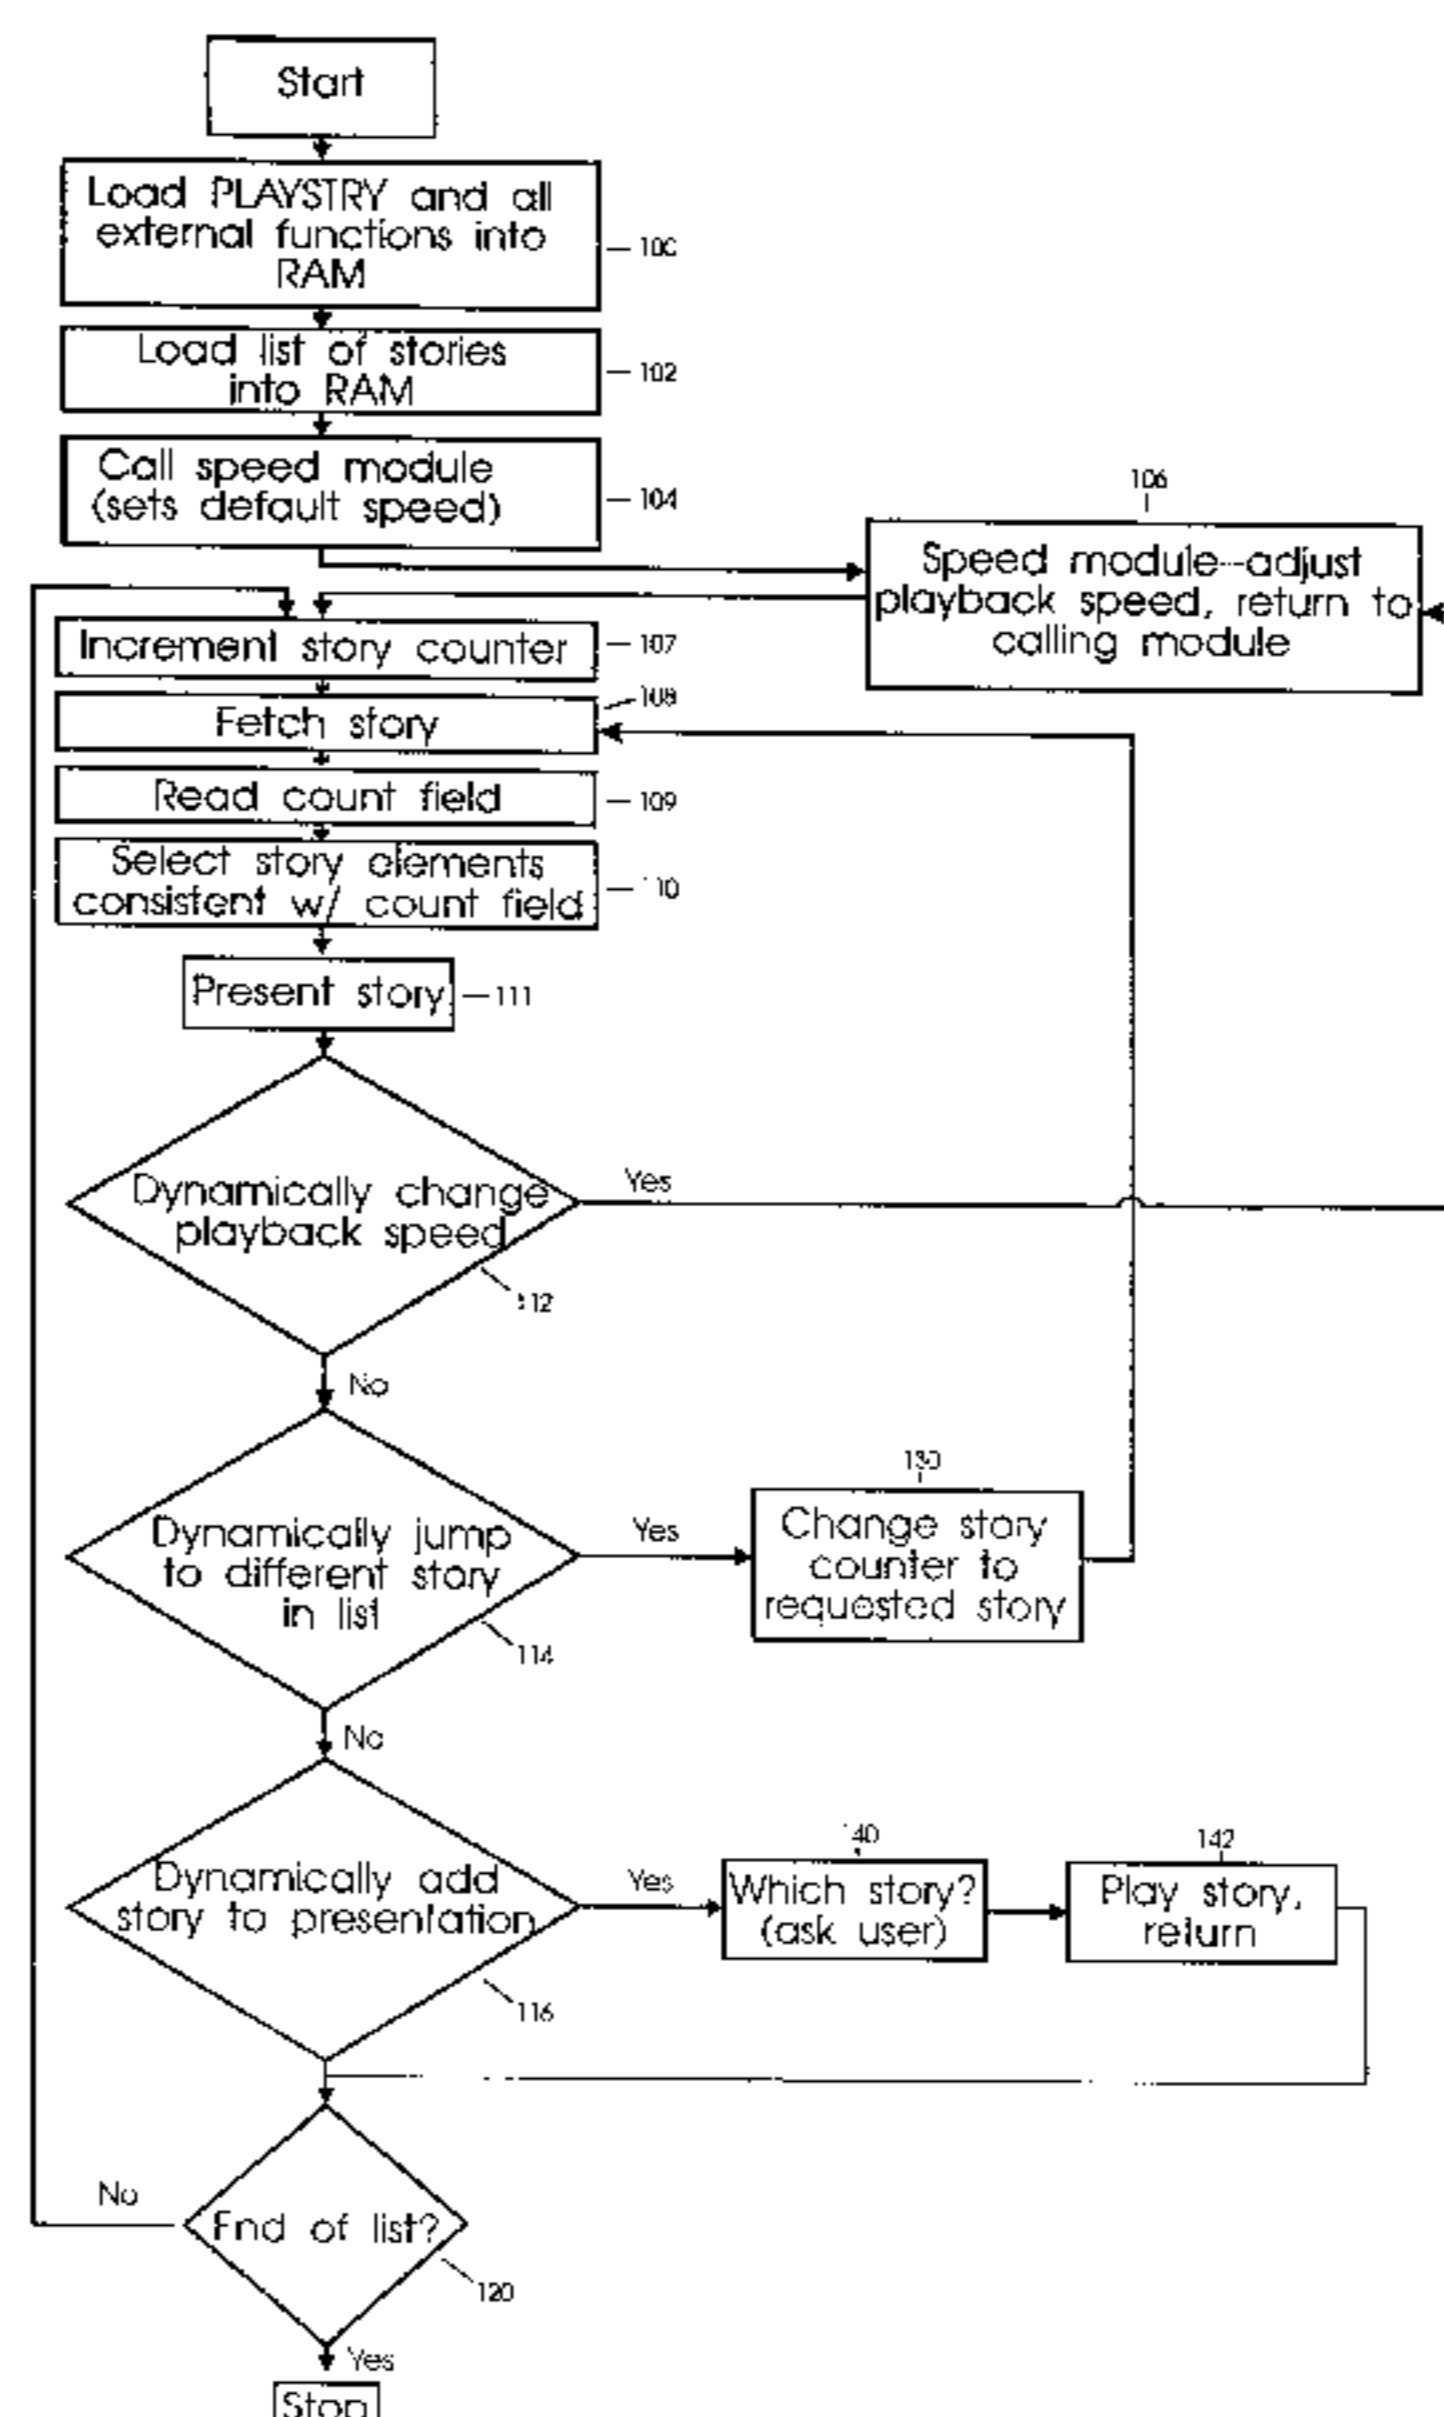 Start
Load PLAYSTRY and all
external functions into
RAM
100
Load list of stories
into RAM
102
Call speed module
(sets default speed)
104
106
Speed module--adjust
playback speed, return to
calling module
Increment story counter
107
Fetch story
108
Read count field
109
Select story elements
consistent w/ count field
110
Present story
111
Dynamically change
playback speed
Yes
112
No
Dynamically jump
to different story
in list
Yes
114
130
Change story
counter to
requested story
No
Dynamically add
story to presentation
Yes
116
140
Which story?
(ask user)
142
Play story,
return
End of list?
No
120
Yes
Stop